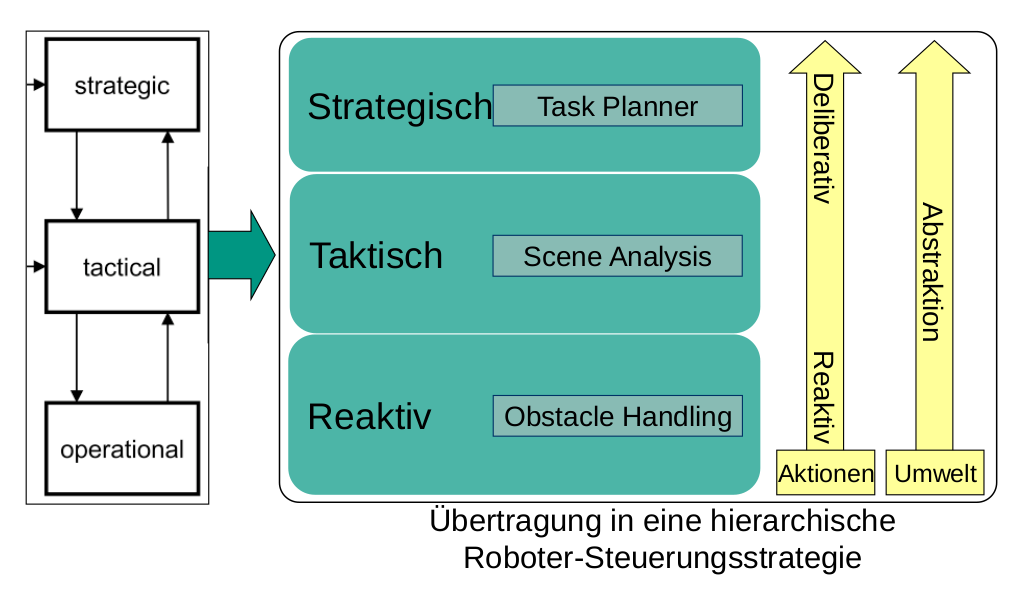 strategic
tactical
operational
Strategisch
Task Planner
Taktisch
Scene Analysis
Reaktiv
Obstacle Handling
Deliberativ
Reaktiv
Aktionen
Abstraktion
Umwelt
Übertragung in eine hierarchische
Roboter-Steuerungsstrategie